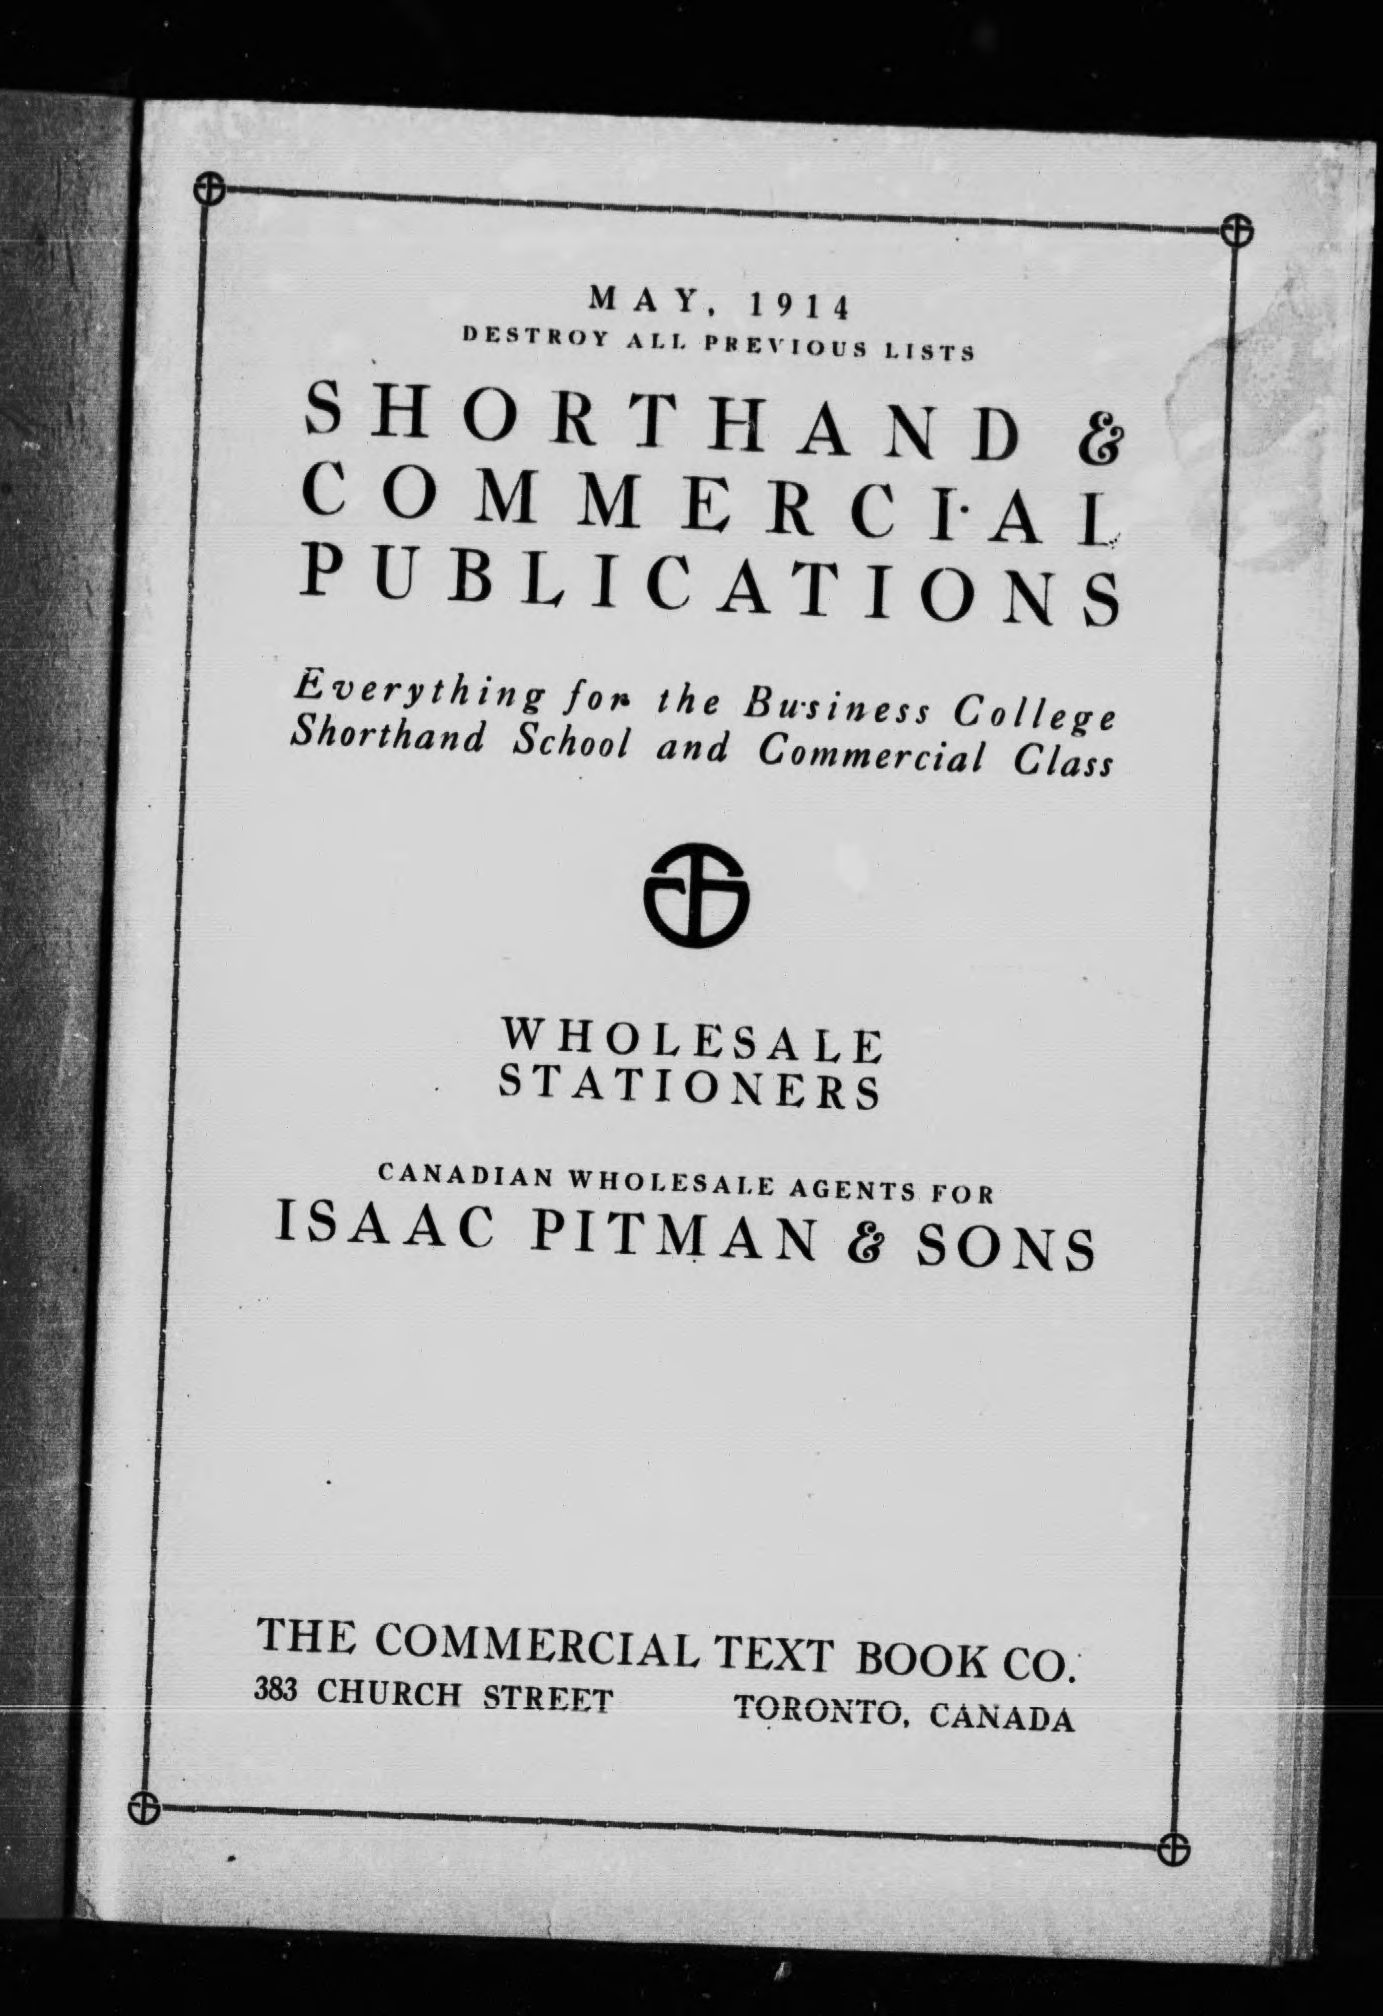 MAY, 1914
DESTROY ALL PREVIOUS LISTS
SHORTHAND &
COMMERCIAL
PUBLICATIONS
Everything for the Business College
Shorthand School and Commercial Class
WHOLESALE
STATIONERS
CANADIAN WHOLESALE AGENTS FOR
ISAAC PITMAN & SONS
THE COMMERCIAL TEXT BOOK CO.
383 CHURCH STREET TORONTO, CANADA